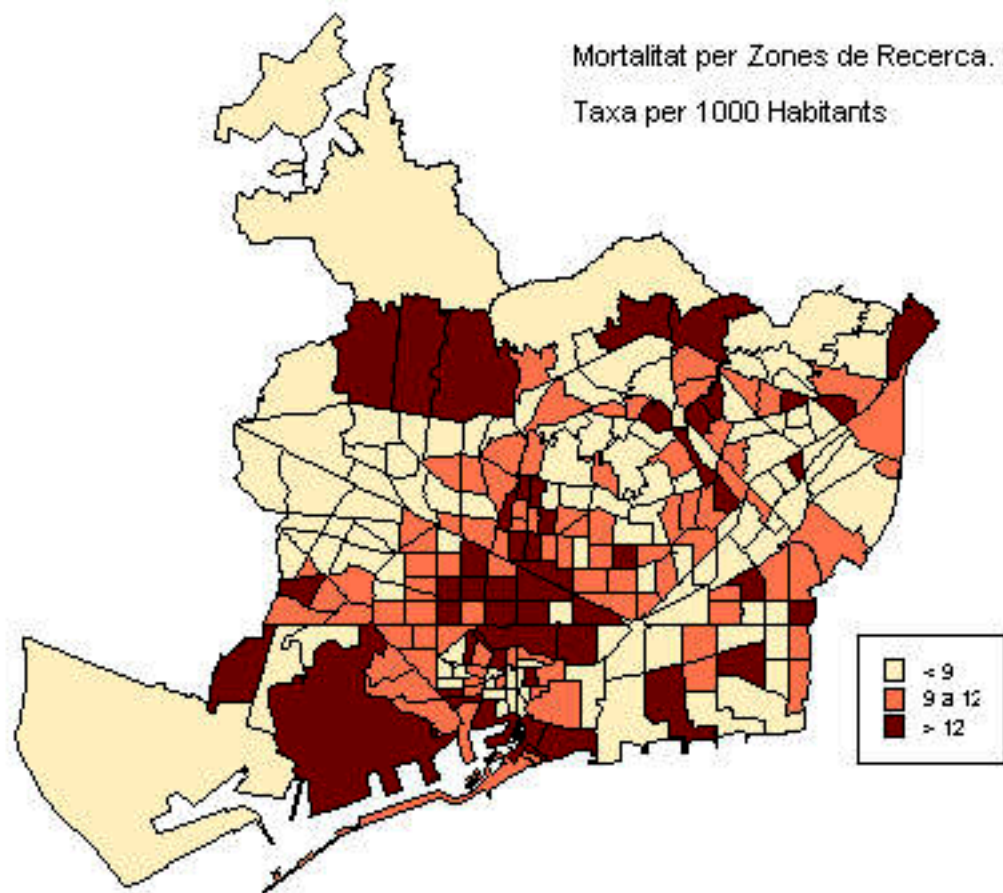 Mortalitat per Zones de Recerca.
Taxa per 1000 Habitants
< 9
9 a 12
> 12